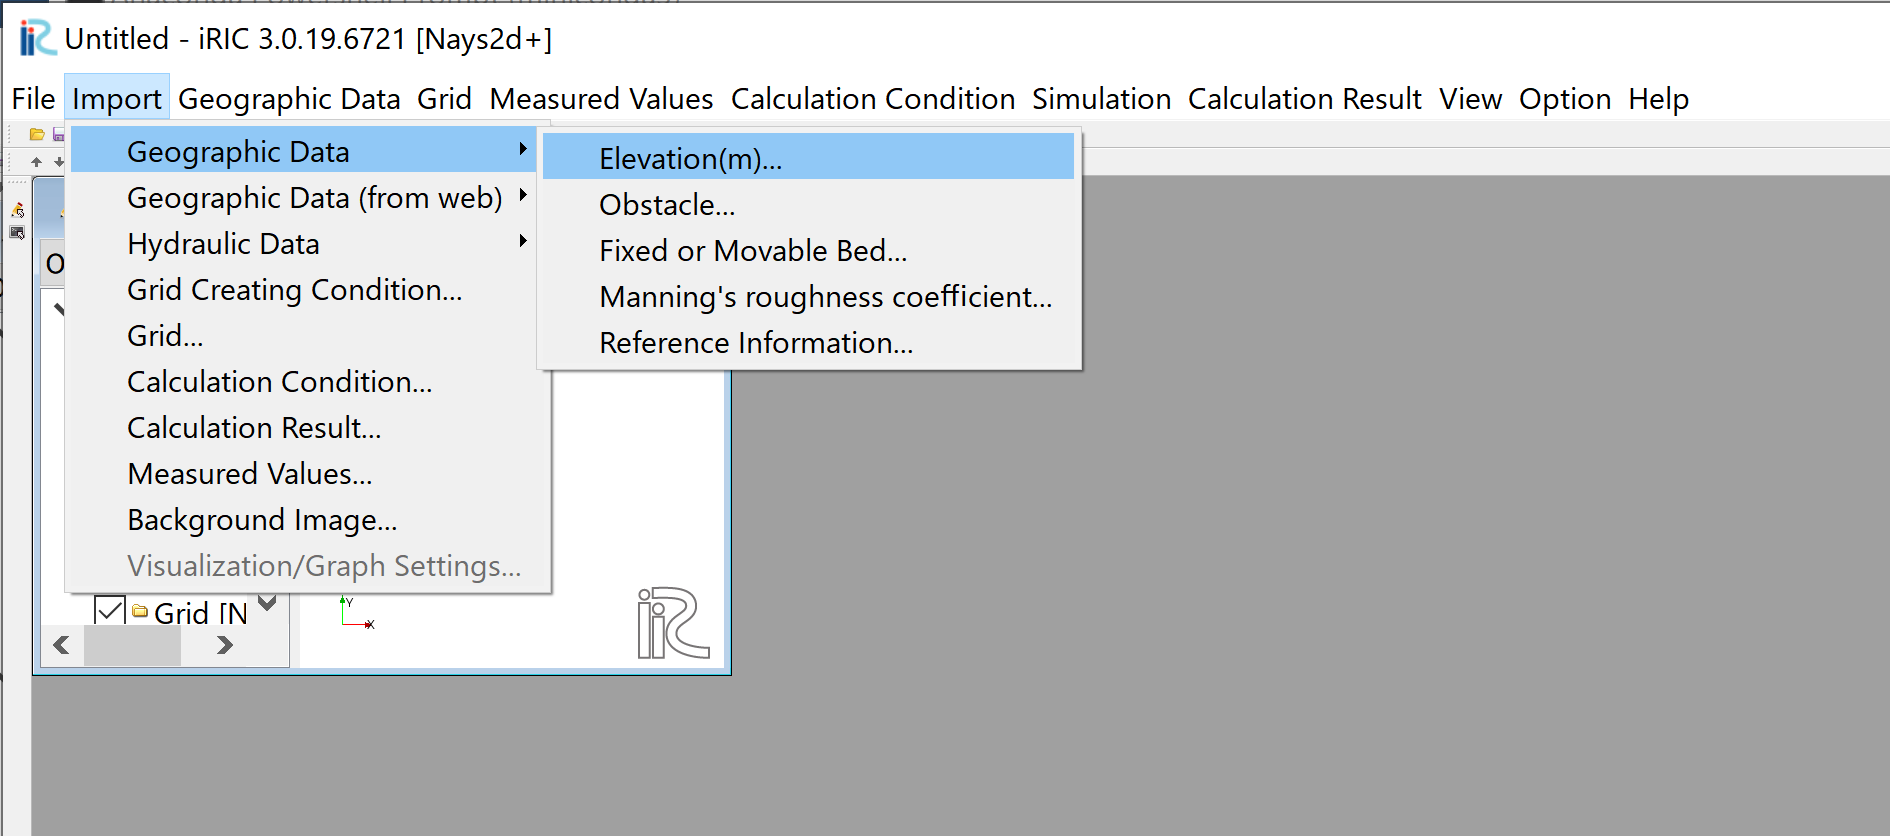 Untitled - iRIC 3.0.19.6721 [Nays2d+]
File Import Geographic Data Grid Measured Values Calculation Condition Simulation Calculation Result View Option Help
Geographic Data
Geographic Data (from web)
Hydraulic Data
Grid Creating Condition...
Grid...
Calculation Condition...
Calculation Result...
Measured Values...
Background Image...
Visualization/Graph Settings...
Elevation(m)...
Obstacle...
Fixed or Movable Bed...
Manning's roughness coefficient...
Reference Information...
O
Grid [N
Y
X
iRIC